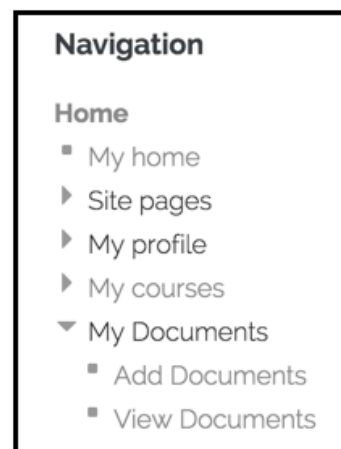 Navigation
Home
My home
Site pages
My profile
My courses
My Documents
Add Documents
View Documents